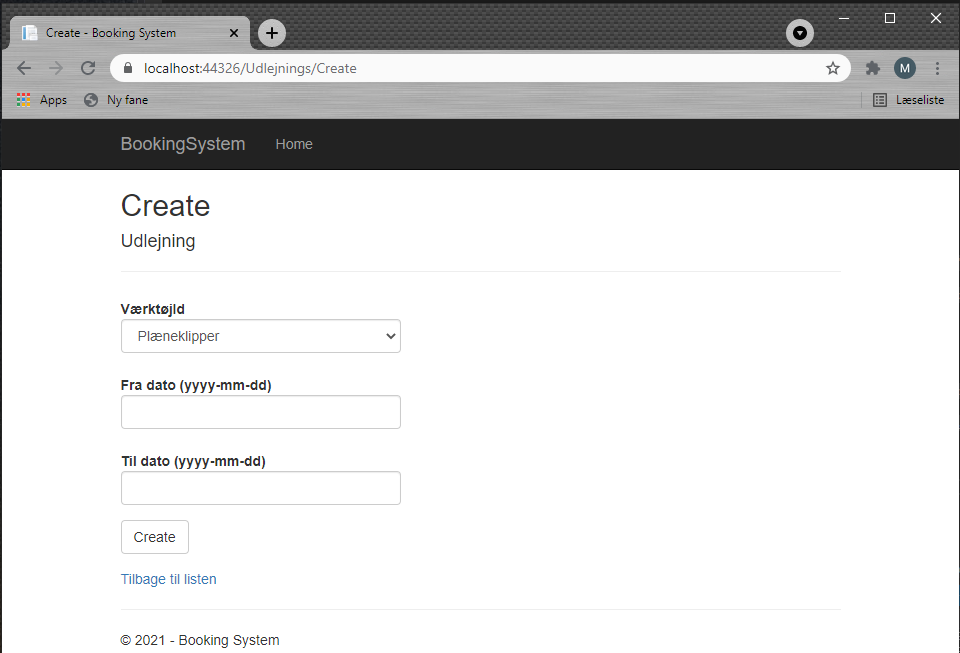 Create - Booking System
localhost:44326/Udlejnings/Create
M
Apps Ny fane Læseliste
BookingSystem Home
Create
Udlejning
VærktøjId
Plæneklipper
Fra dato (yyyy-mm-dd)
Til dato (yyyy-mm-dd)
Create
Tilbage til listen
© 2021 - Booking System